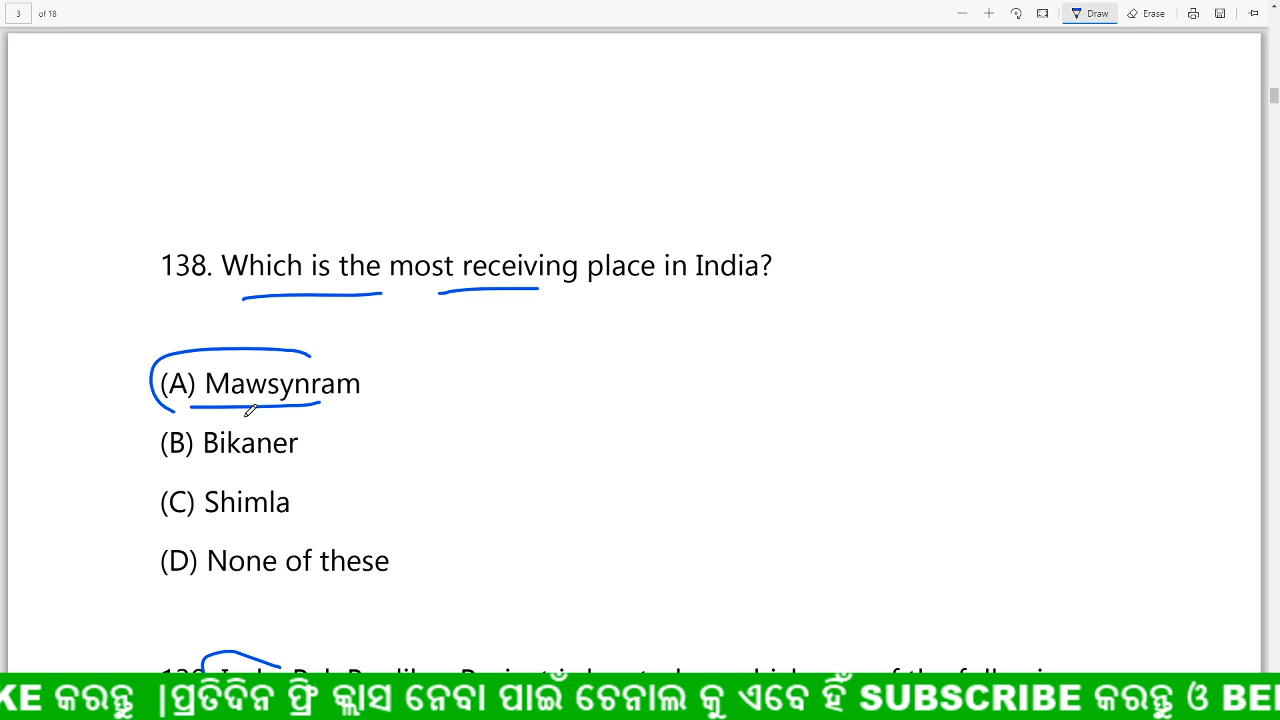 3 of 18 Draw Erase
138. Which is the most receiving place in India?
(A) Mawsynram
(B) Bikaner
(C) Shimla
(D) None of these
KE କରନ୍ତୁ |ପ୍ରତିଦିନ ଫ୍ରି କ୍ଲାସ ନେବା ପାଇଁ ଚେନାଲ କୁ ଏବେ ହିଁ SUBSCRIBE କରନ୍ତୁ ଓ BEL